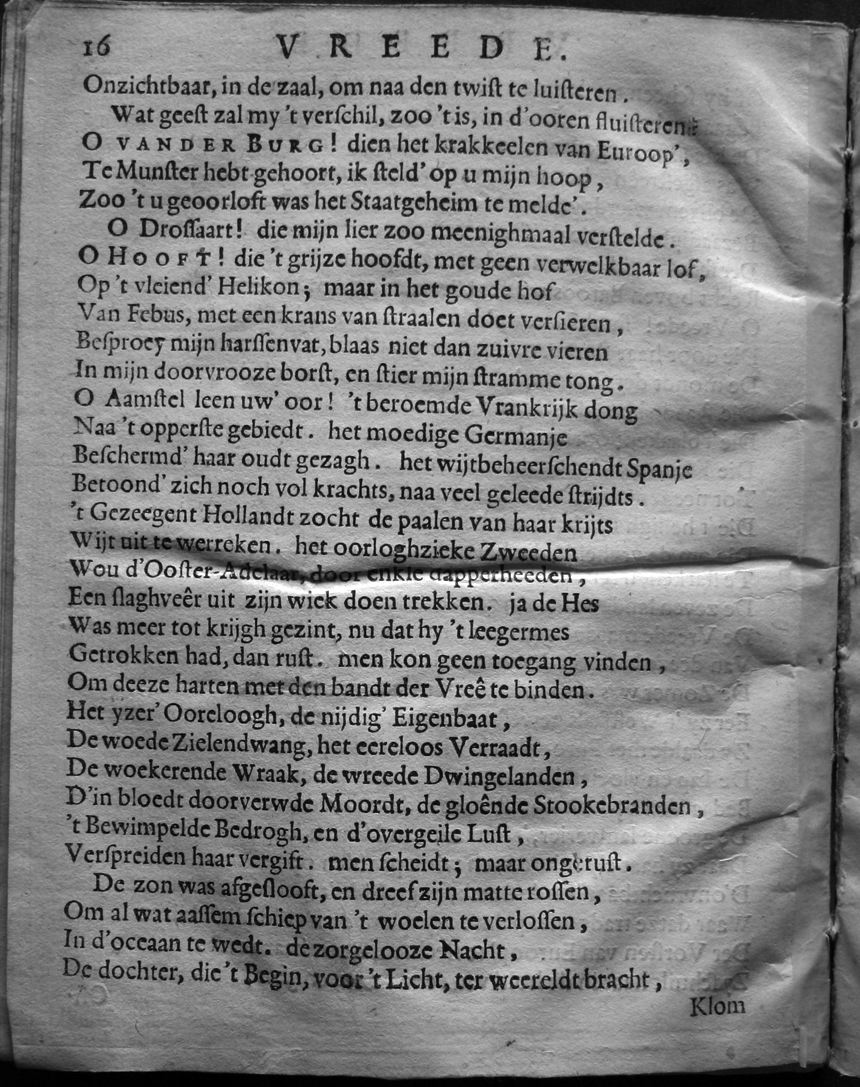 16 VREEDE.
Onzichtbaar, in de zaal, om naa den twiſt te luiſteren.
Wat geeſt zal my 't verſchil, zoo 't is, in d'ooren fluiſteren?
O VANDER BURG! dien het krakkeelen van Euroop',
Te Munſter hebt gehoort, ik ſteld' op u mijn hoop,
Zoo 't u geoorloft was het Staatgeheim te melde'.
O Droſſaart! die mijn lier zoo meenighmaal verſtelde.
O HOOFT! die 't grijze hoofdt, met geen verwelkbaar lof,
Op 't vleiend' Helikon; maar in het goude hof
Van Febus, met een krans van ſtraalen doet verſieren,
Beſproey mijn harſſenvat, blaas niet dan zuivre vieren
In mijn doorvrooze borſt, en ſtier mijn ſtramme tong.
O Aamſtel leen uw' oor! 't beroemde Vrankrijk dong
Naa 't opperſte gebiedt. het moedige Germanje
Beſchermd' haar oudt gezagh. het wijtbeheerſchendt Spanje
Betoond' zich noch vol krachts, naa veel geleede ſtrijdts.
't Gezeegent Hollandt zocht de paalen van haar krijts
Wijt uit te werreken. het oorloghzieke Zweeden
Wou d'Ooſter-Adelaar, door enkle dapperheeden,
Een ſlaghveêr uit zijn wiek doen trekken. ja de Hes
Was meer tot krijgh gezint, nu dat hy 't leegermes
Getrokken had, dan ruſt. men kon geen toegang vinden,
Om deeze harten met den bandt der Vreê te binden.
Het yzer' Ooreloogh, de nijdig' Eigenbaat,
De woede Zielendwang, het eereloos Verraadt,
De woekerende Wraak, de wreede Dwingelanden,
D'in bloedt doorverwde Moordt, de gloênde Stookebranden,
't Bewimpelde Bedrogh, en d'overgeile Luſt,
Verſpreiden haar vergift. men ſcheidt; maar ongeruſt.
De zon was afgeſlooft, en dreef zijn matte roſſen,
Om al wat aaſſem ſchiep van 't woelen te verloſſen,
In d'oceaan te wedt. de zorgelooze Nacht,
De dochter, die 't Begin, voor 't Licht, ter weereldt bracht,
Klom